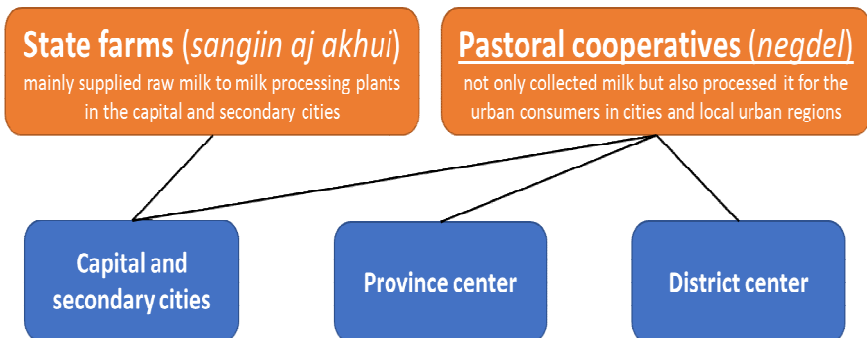 State farms (sangiin aj akhui)
mainly supplied raw milk to milk processing plants
in the capital and secondary cities
Pastoral cooperatives (negdel)
not only collected milk but also processed it for the
urban consumers in cities and local urban regions
Capital and
secondary cities
Province center
District center